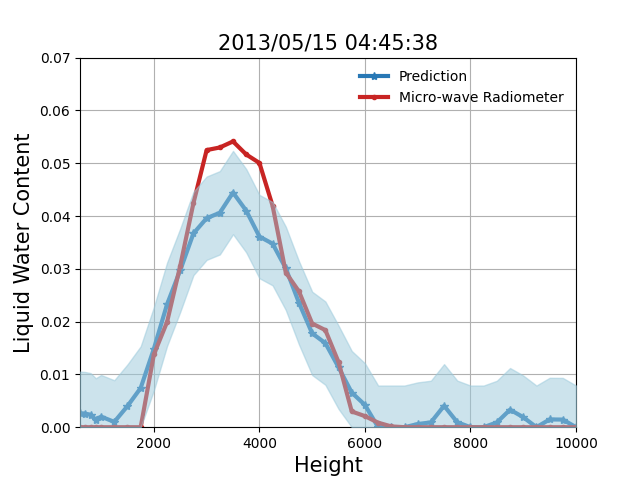 2013/05/15 04:45:38
Prediction
Micro-wave Radiometer
Liquid Water Content
0.07
0.06
0.05
0.04
0.03
0.02
0.01
0.00
2000 4000 6000 8000 10000
Height